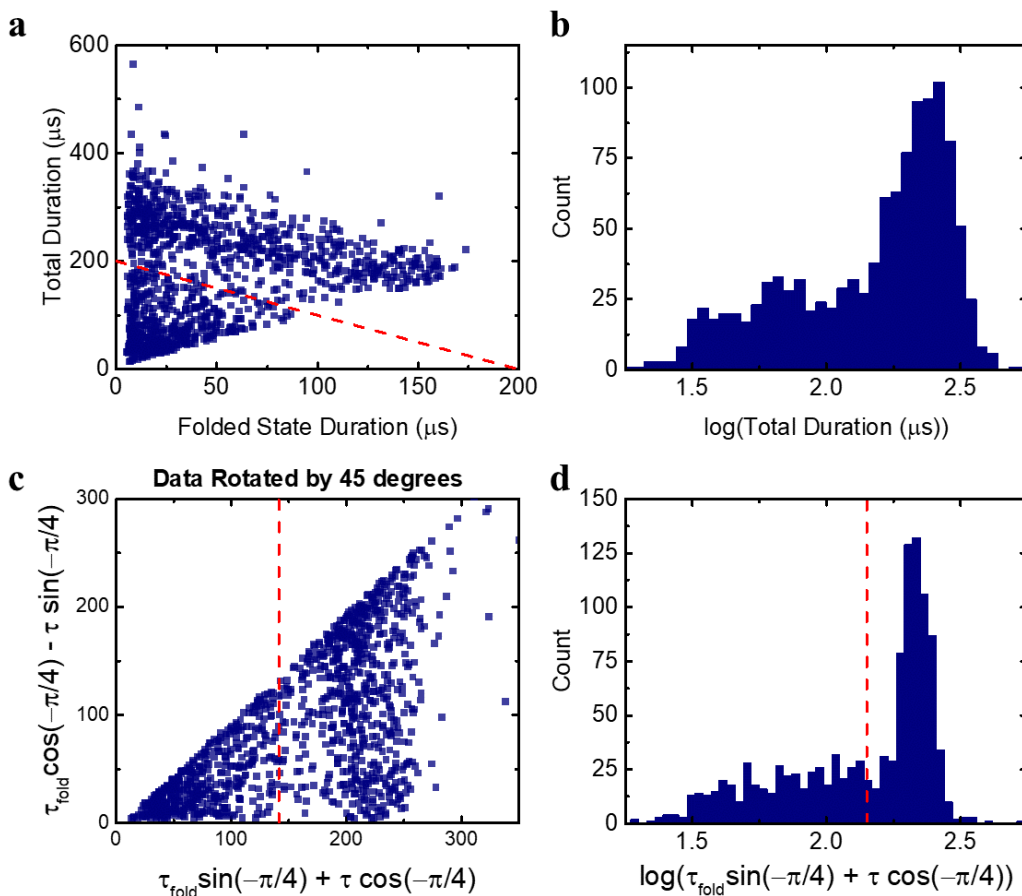 a
600
400
200
0
0 50 100 150 200
Total Duration (μs)
Folded State Duration (μs)
b
100
75
50
25
0
1.5 2.0 2.5
Count
log(Total Duration (μs))
c
Data Rotated by 45 degrees
300
200
100
0
0 100 200 300
τfoldcos(−π/4) - τ sin(−π/4)
τfoldsin(−π/4) + τ cos(−π/4)
d
150
125
100
75
50
25
0
1.5 2.0 2.5
Count
log(τfoldsin(−π/4) + τ cos(−π/4))